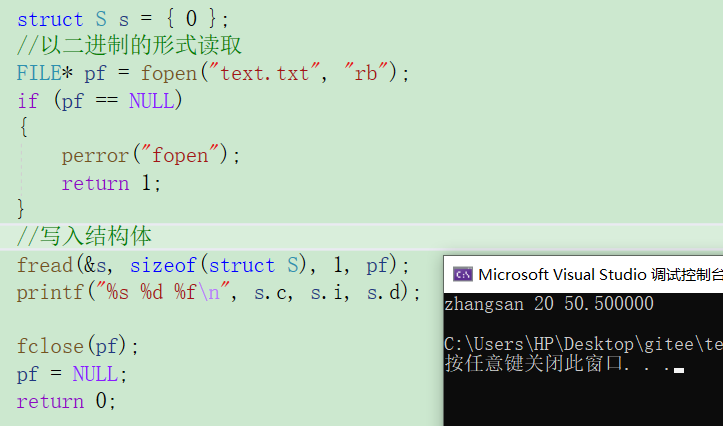 struct S s = { 0 };
//以二进制的形式读取
FILE* pf = fopen("text.txt", "rb");
if (pf == NULL)
{
perror("fopen");
return 1;
}
//写入结构体
fread(&s, sizeof(struct S), 1, pf);
printf("%s %d %f\n", s.c, s.i, s.d);
fclose(pf);
pf = NULL;
return 0;
Microsoft Visual Studio 调试控制台
zhangsan 20 50.500000
C:\Users\HP\Desktop\gitee\te
按任意键关闭此窗口. . .